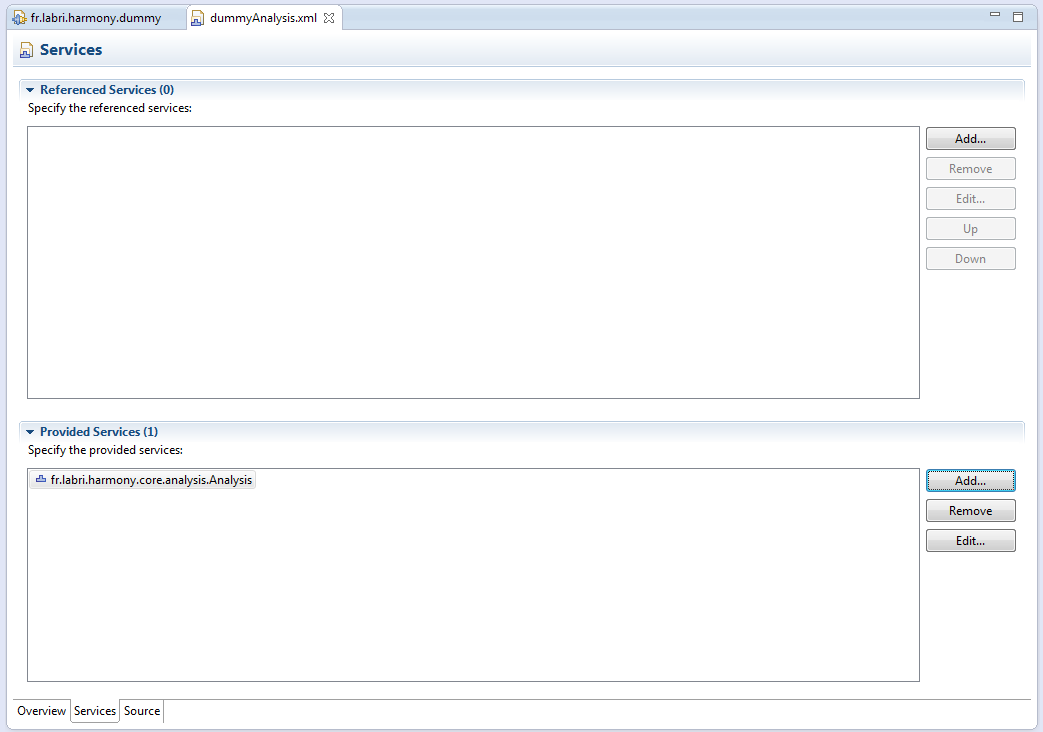 fr.labri.harmony.dummy
dummyAnalysis.xml
Services
Referenced Services (0)
Specify the referenced services:
Add...
Remove
Edit...
Up
Down
Provided Services (1)
Specify the provided services:
fr.labri.harmony.core.analysis.Analysis
Add...
Remove
Edit...
Overview Services Source